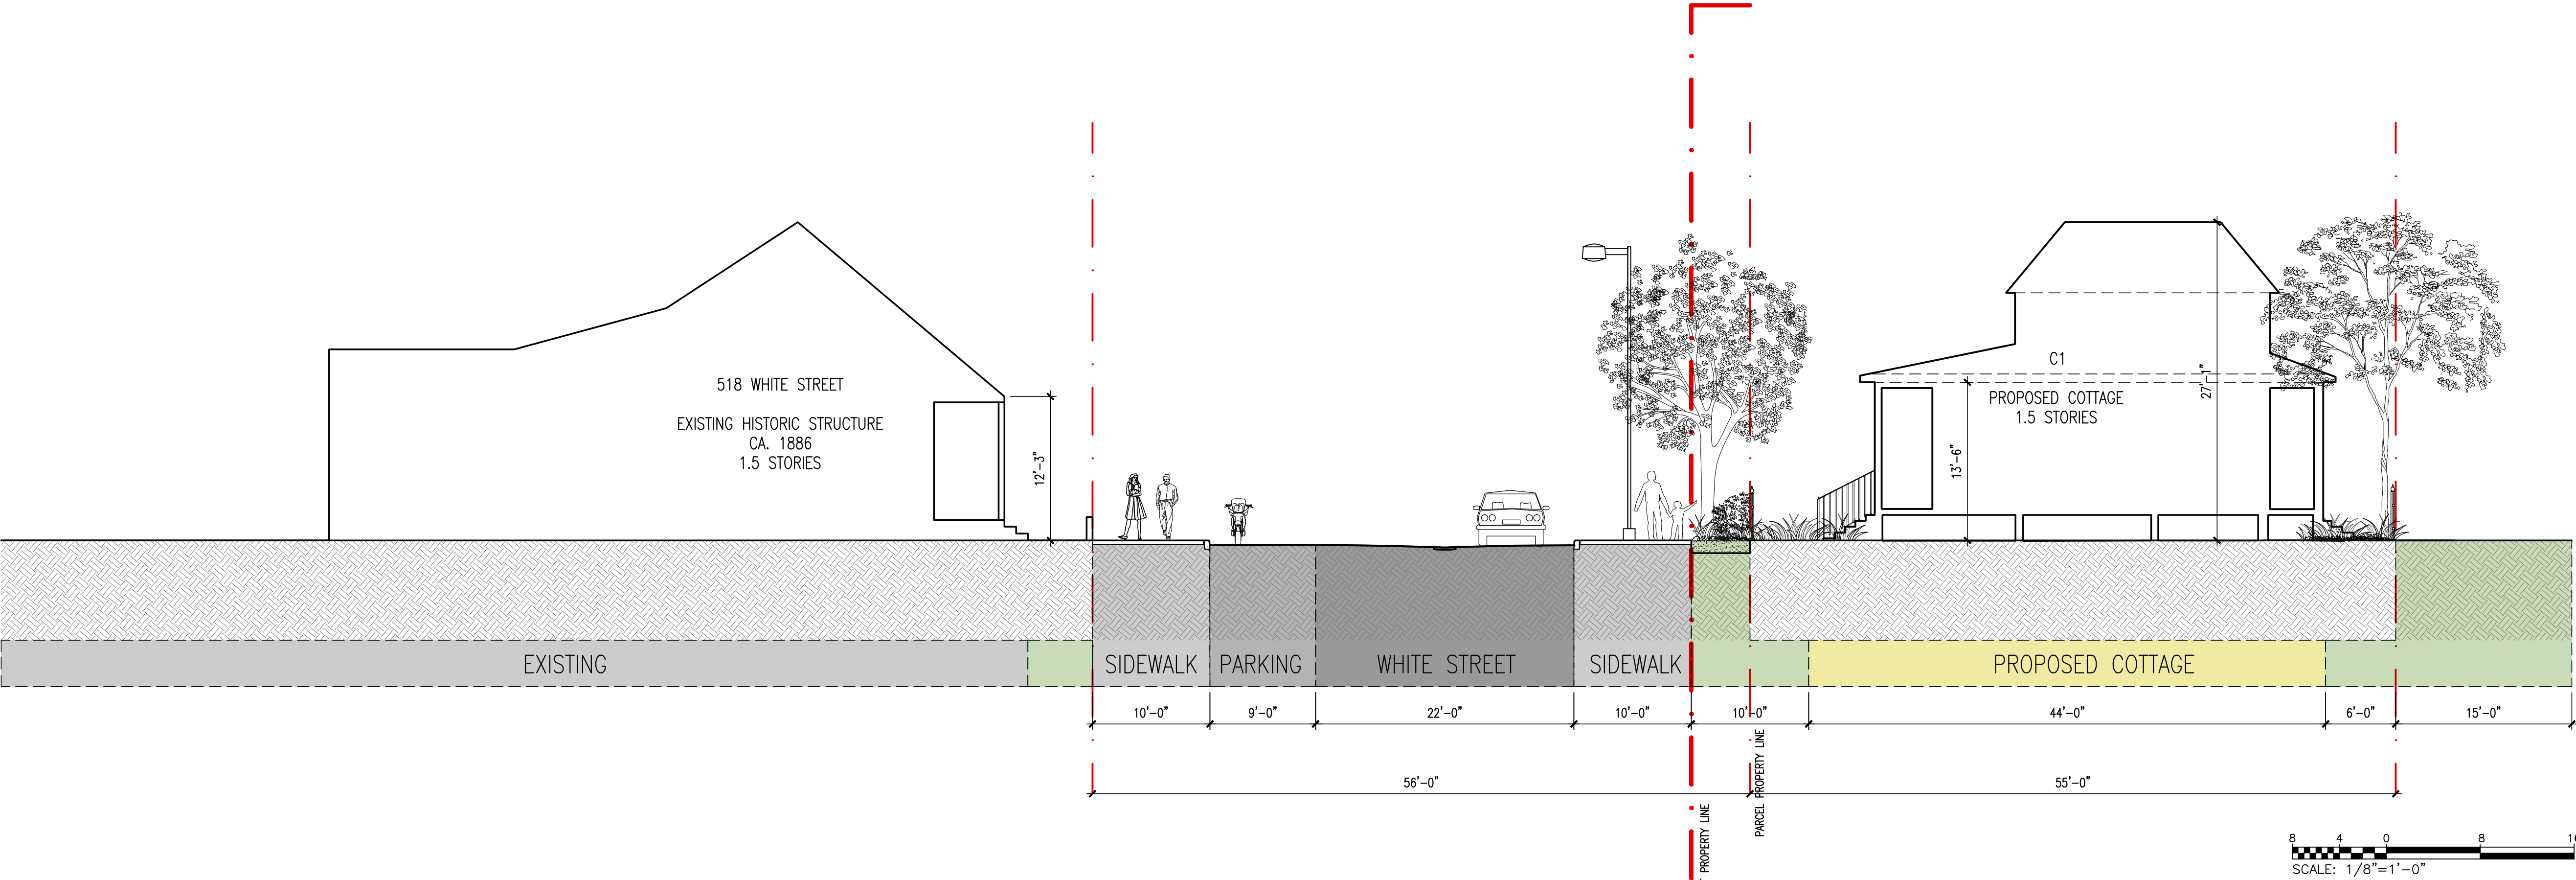 518 WHITE STREET
EXISTING HISTORIC STRUCTURE
CA. 1886
1.5 STORIES
12'-3"
C1
PROPOSED COTTAGE
1.5 STORIES
13'-6"
27'-1"
EXISTING
SIDEWALK
PARKING
WHITE STREET
SIDEWALK
PROPOSED COTTAGE
10'-0"
9'-0"
22'-0"
10'-0"
10'-0"
44'-0"
6'-0"
15'-0"
56'-0"
55'-0"
PARCEL PROPERTY LINE
PROPERTY LINE
8 4 0 8
SCALE: 1/8"=1'-0"